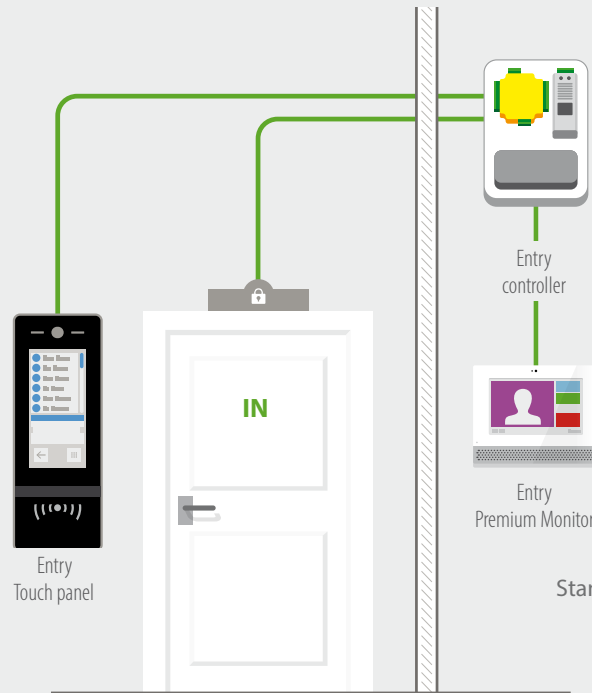 Entry
controller
IN
Entry
Premium Monitor
Entry
Touch panel